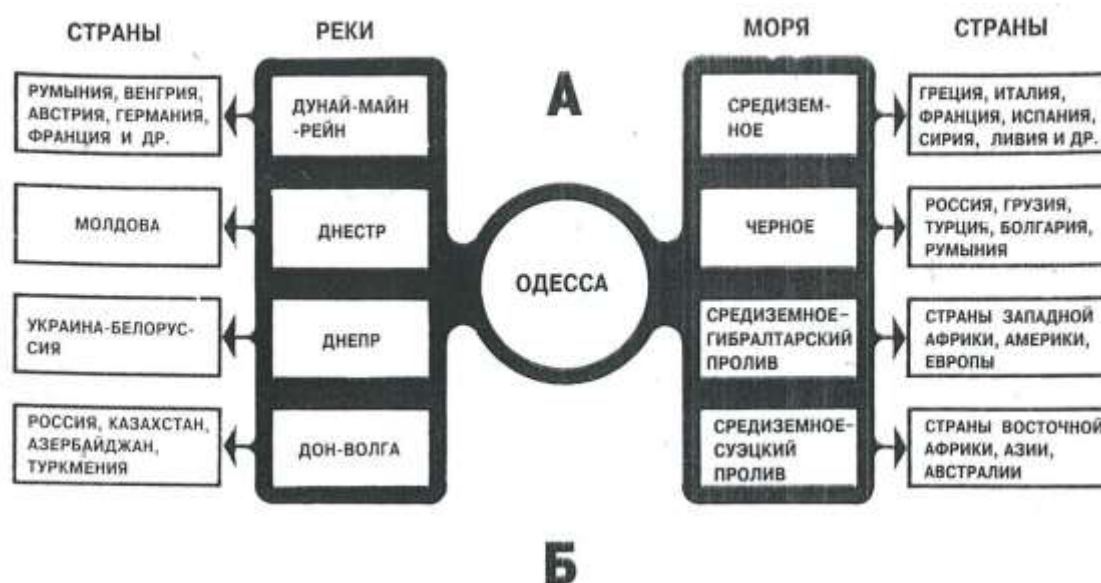 СТРАНЫ
РЕКИ
МОРЯ
СТРАНЫ
А
РУМЫНИЯ, ВЕНГРИЯ,
АВСТРИЯ, ГЕРМАНИЯ,
ФРАНЦИЯ И ДР.
ДУНАЙ-МАЙН
-РЕЙН
СРЕДИЗЕМ-
НОЕ
ГРЕЦИЯ, ИТАЛИЯ,
ФРАНЦИЯ, ИСПАНИЯ,
СИРИЯ, ЛИВИЯ И ДР.
МОЛДОВА
ДНЕСТР
ЧЕРНОЕ
РОССИЯ, ГРУЗИЯ,
ТУРЦИЂ, БОЛГАРИЯ,
РУМЫНИЯ
ОДЕССА
УКРАИНА-БЕЛОРУС-
СИЯ
ДНЕПР
СРЕДИЗЕМНОЕ-
ГИБРАЛТАРСКИЙ
ПРОЛИВ
СТРАНЫ ЗАПАДНОЙ
АФРИКИ, АМЕРИКИ,
ЕВРОПЫ
РОССИЯ, КАЗАХСТАН,
АЗЕРБАЙДЖАН,
ТУРКМЕНИЯ
ДОН-ВОЛГА
СРЕДИЗЕМНОЕ-
СУЭЦКИЙ
ПРОЛИВ
СТРАНЫ ВОСТОЧНОЙ
АФРИКИ, АЗИИ,
АВСТРАЛИИ
Б